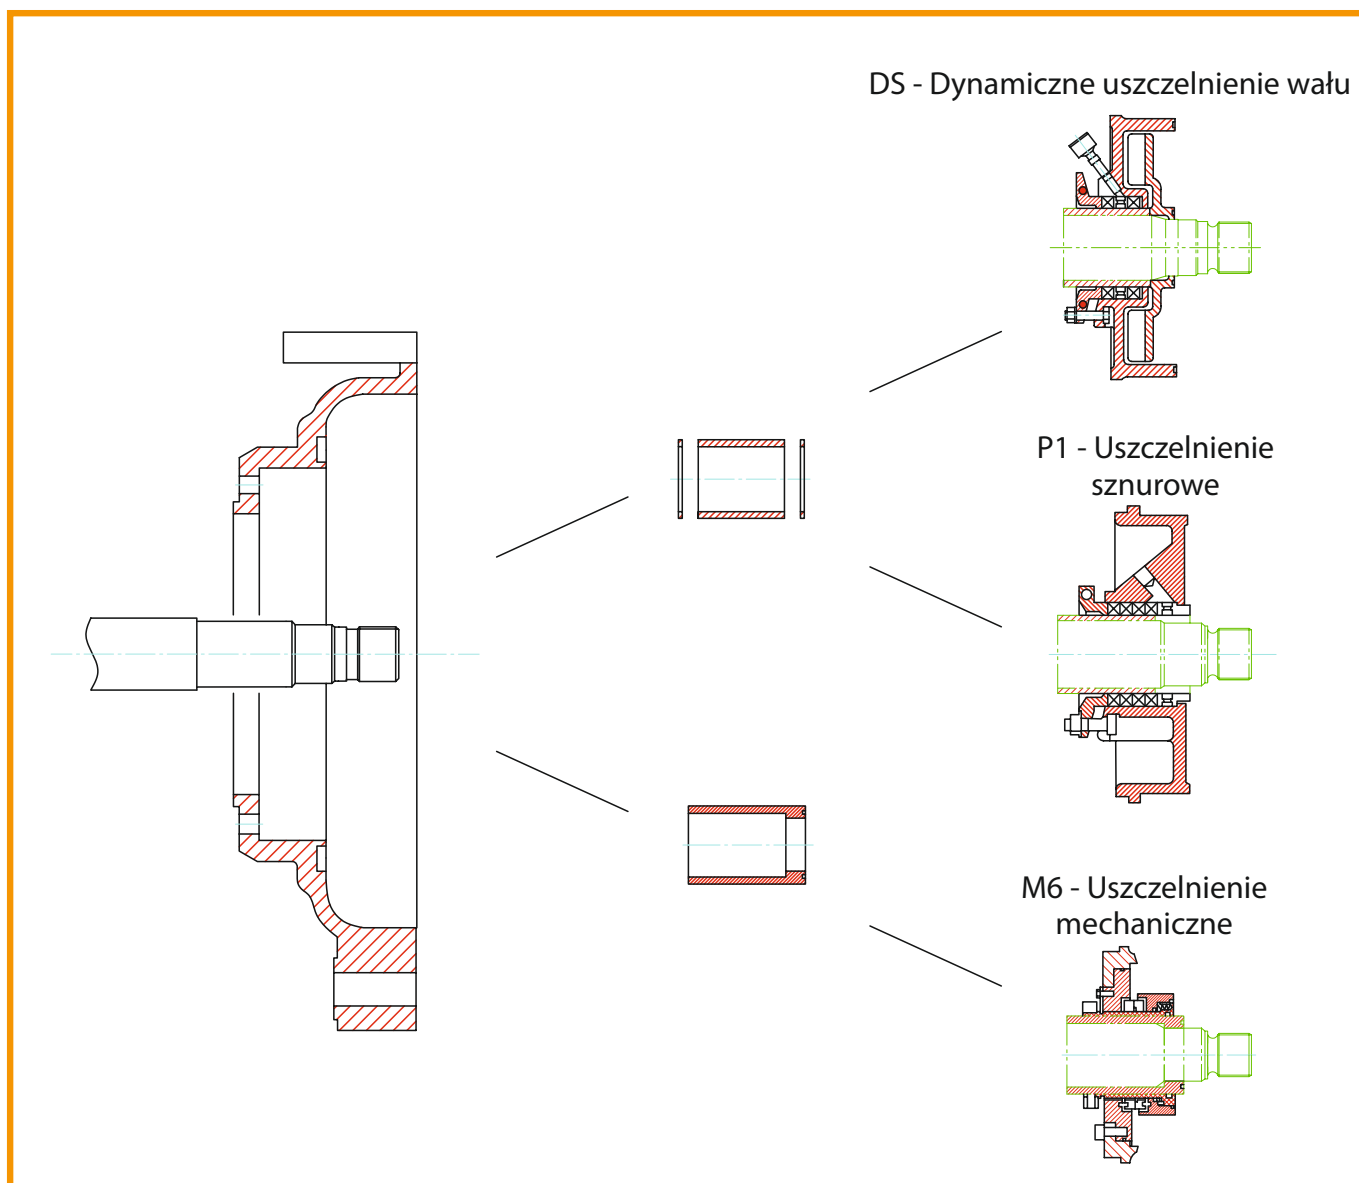 DS - Dynamiczne uszczelnienie wału
P1 - Uszczelnienie
sznurowe
M6 - Uszczelnienie
mechaniczne